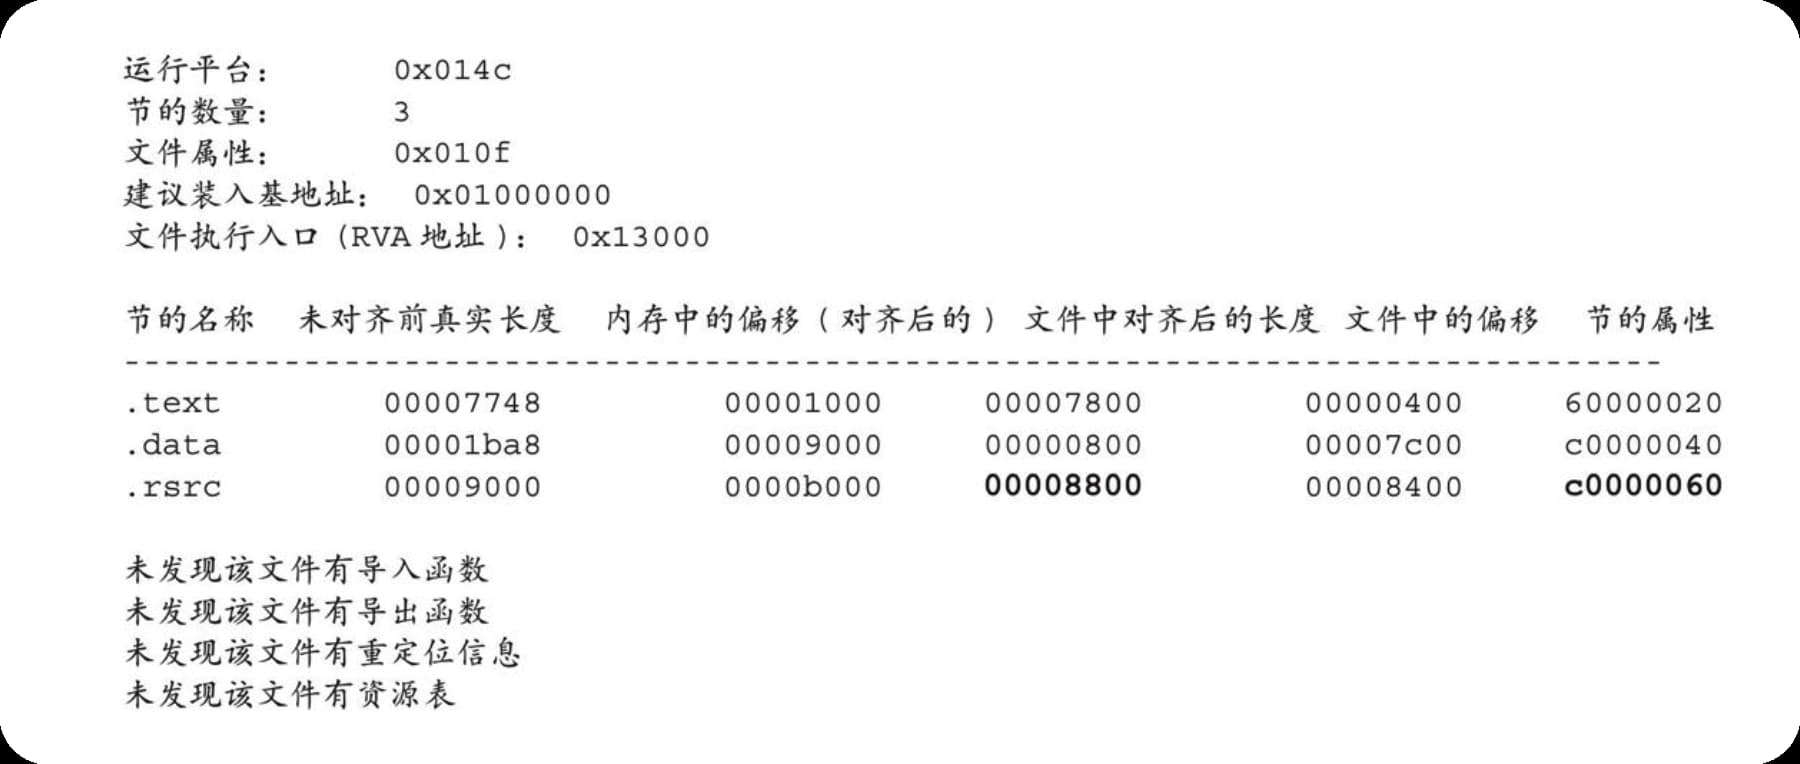 运行平台： 0x014c
节的数量： 3
文件属性： 0x010f
建议装入基地址： 0x01000000
文件执行入口（RVA 地址）： 0x13000
节的名称 未对齐前真实长度 内存中的偏移（对齐后的） 文件中对齐后的长度 文件中的偏移 节的属性
---------------------------------------------------------------------------------------------
.text 00007748 00001000 00007800 00000400 60000020
.data 00001ba8 00009000 00000800 00007c00 c0000040
.rsrc 00009000 0000b000 00008800 00008400 c0000060
未发现该文件有导入函数
未发现该文件有导出函数
未发现该文件有重定位信息
未发现该文件有资源表